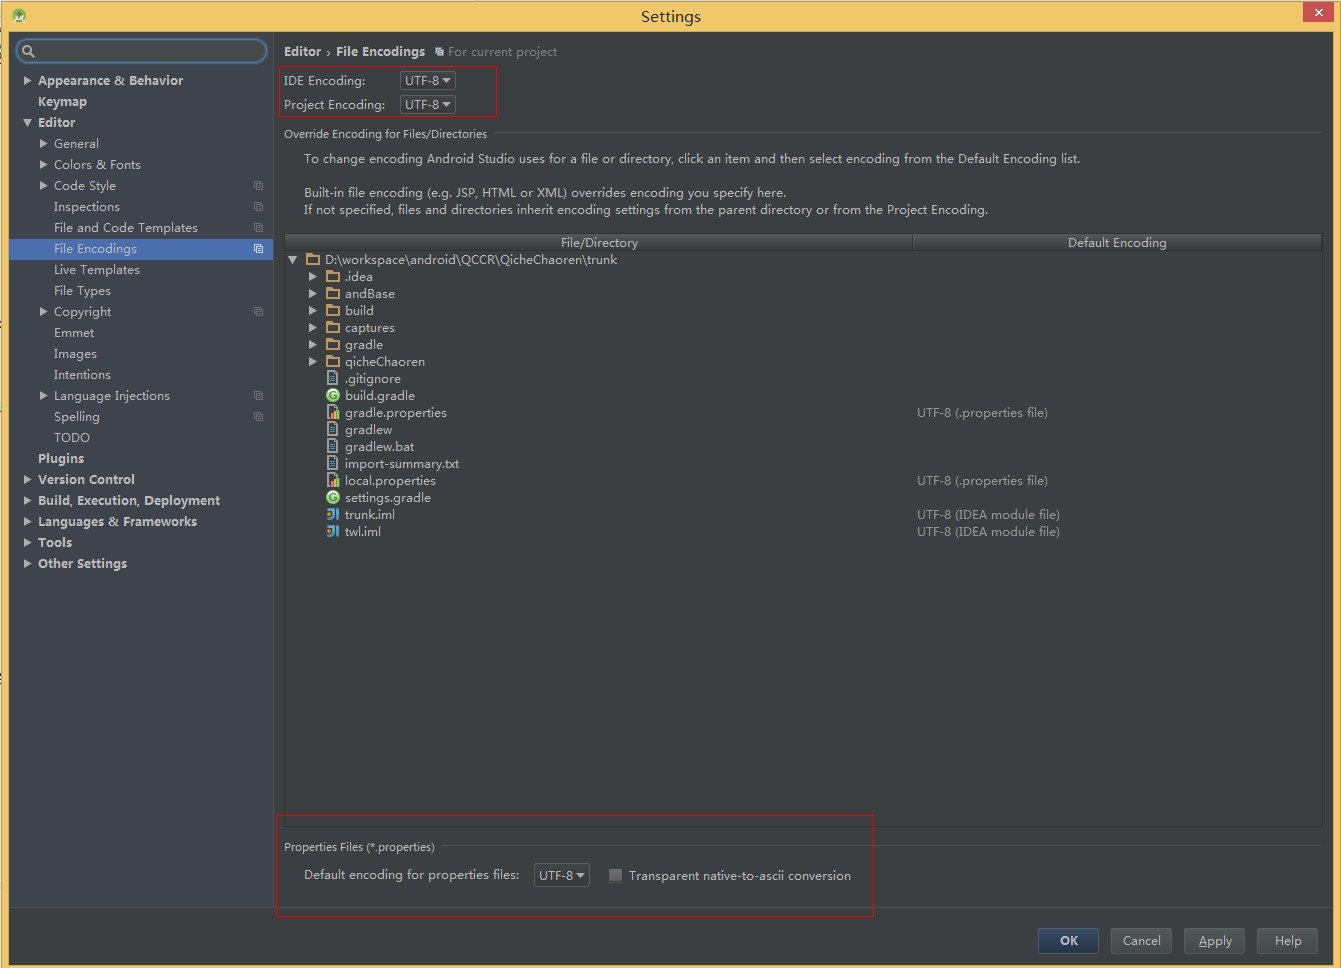 Settings
Editor › File Encodings For current project
IDE Encoding: UTF-8
Project Encoding: UTF-8
Override Encoding for Files/Directories
To change encoding Android Studio uses for a file or directory, click an item and then select encoding from the Default Encoding list.
Built-in file encoding (e.g. JSP, HTML or XML) overrides encoding you specify here.
If not specified, files and directories inherit encoding settings from the parent directory or from the Project Encoding.
Appearance & Behavior
Keymap
Editor
General
Colors & Fonts
Code Style
Inspections
File and Code Templates
File Encodings
Live Templates
File Types
Copyright
Emmet
Images
Intentions
Language Injections
Spelling
TODO
Plugins
Version Control
Build, Execution, Deployment
Languages & Frameworks
Tools
Other Settings
File/Directory Default Encoding
D:\workspace\android\QCCR\QicheChaoren\trunk
.idea
andBase
build
captures
gradle
qicheChaoren
.gitignore
build.gradle
gradle.properties UTF-8 (.properties file)
gradlew
gradlew.bat
import-summary.txt
local.properties UTF-8 (.properties file)
settings.gradle
trunk.iml UTF-8 (IDEA module file)
twl.iml UTF-8 (IDEA module file)
Properties Files (*.properties)
Default encoding for properties files: UTF-8 Transparent native-to-ascii conversion
OK Cancel Apply Help